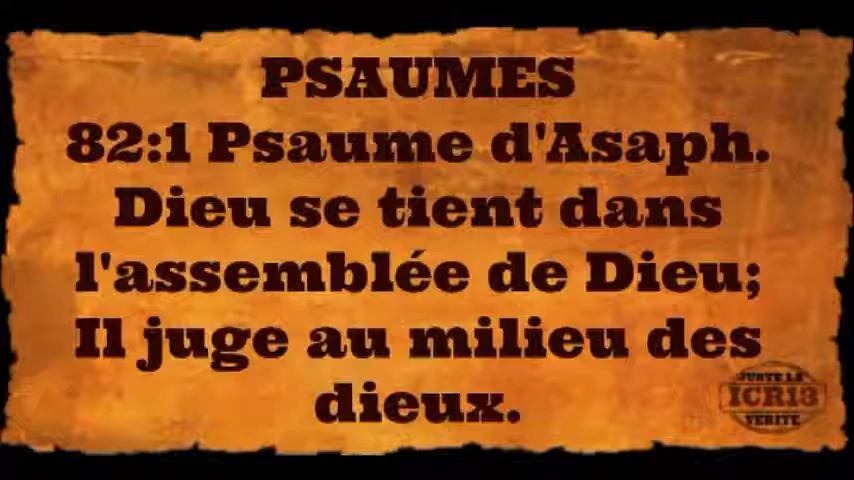 PSAUMES
82:1 Psaume d'Asaph.
Dieu se tient dans
l'assemblée de Dieu;
Il juge au milieu des
dieux.
JUSTE LA
ICR13
VERITE